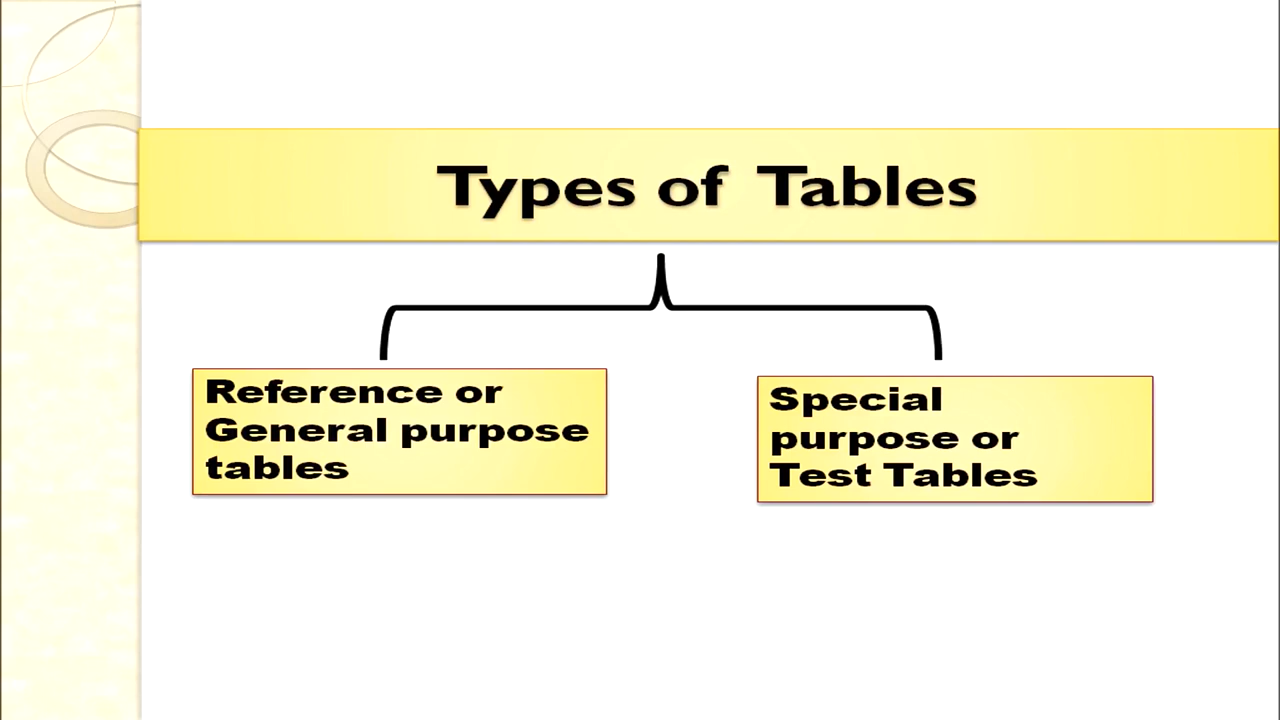 Types of Tables
Reference or
General purpose
tables
Special
purpose or
Test Tables